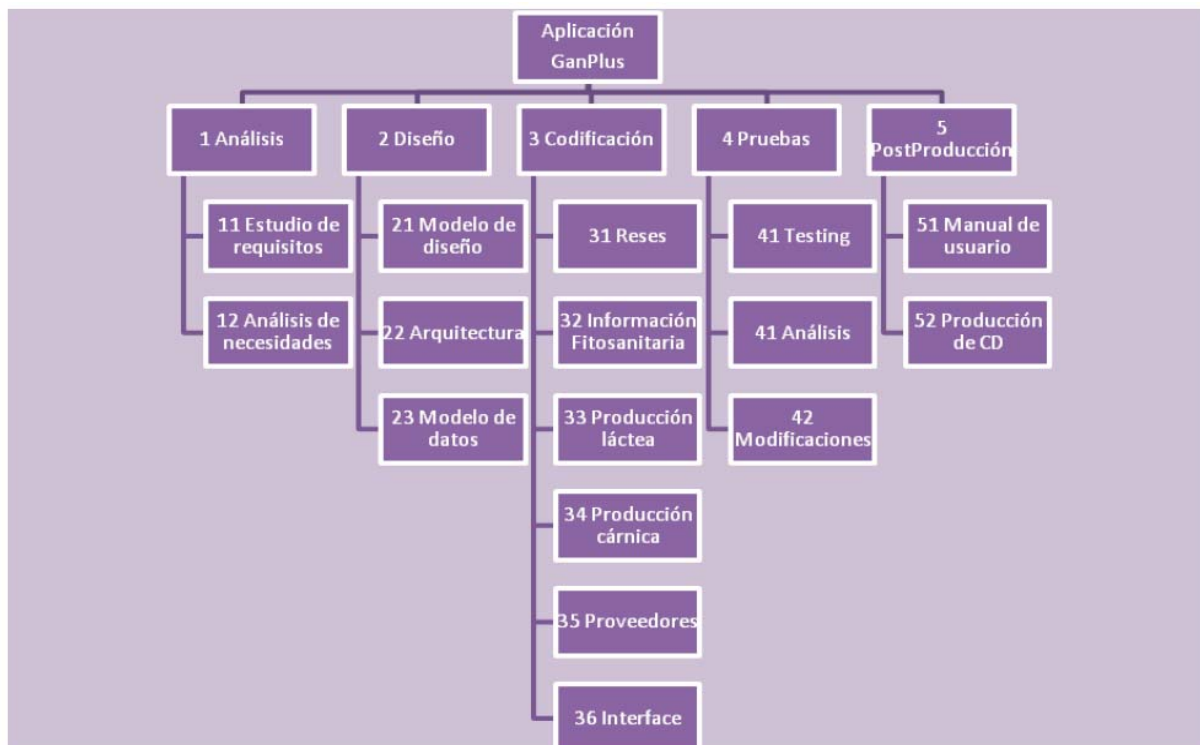 Aplicación
GanPlus
1 Análisis
2 Diseño
3 Codificación
4 Pruebas
5
PostProducción
11 Estudio de
requisitos
21 Modelo de
diseño
31 Reses
41 Testing
51 Manual de
usuario
12 Análisis de
necesidades
22 Arquitectura
32 Información
Fitosanitaria
41 Análisis
52 Producción
de CD
23 Modelo de
datos
33 Producción
láctea
42
Modificaciones
34 Producción
cárnica
35 Proveedores
36 Interface